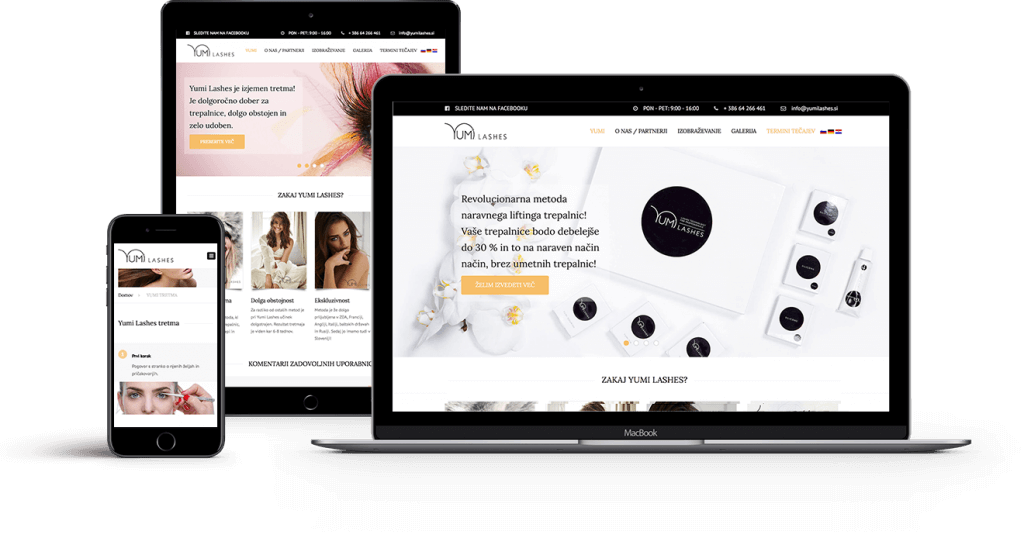 SLEDITE NAM NA FACEBOOKU
PON - PET: 9:00 - 16:00
+ 386 64 266 461
info@yumilashes.si
YUMI LASHES
YUMI
O NAS / PARTNERJI
IZOBRAŽEVANJE
GALERIJA
TERMINI TEČAJEV
Yumi Lashes je izjemen tretma!
Je dolgoročno dober za
trepalnice, dolgo obstojen in
zelo udoben.
PREBERITE VEČ
ZAKAJ YUMI LASHES?
Dolga obstojnost
Ekskluzivnost
KOMENTARJI ZADOVOLJNIH UPORABNIC
SLEDITE NAM NA FACEBOOKU
PON - PET: 9:00 - 16:00
+ 386 64 266 461
info@yumilashes.si
YUMI LASHES
YUMI
O NAS / PARTNERJI
IZOBRAŽEVANJE
GALERIJA
TERMINI TEČAJEV
Revolucionarna metoda
naravnega liftinga trepalnic!
Vaše trepalnice bodo debelejše
do 30 % in to na naraven način
način, brez umetnih trepalnic!
ŽELIM IZVEDETI VEČ
YUMI LASHES
ZAKAJ YUMI LASHES?
MacBook
YUMI LASHES
Domov
YUMI TRETMA
Yumi Lashes tretma
Prvi korak
Pogovor s stranko o njenih željah in
pričakovanjih.